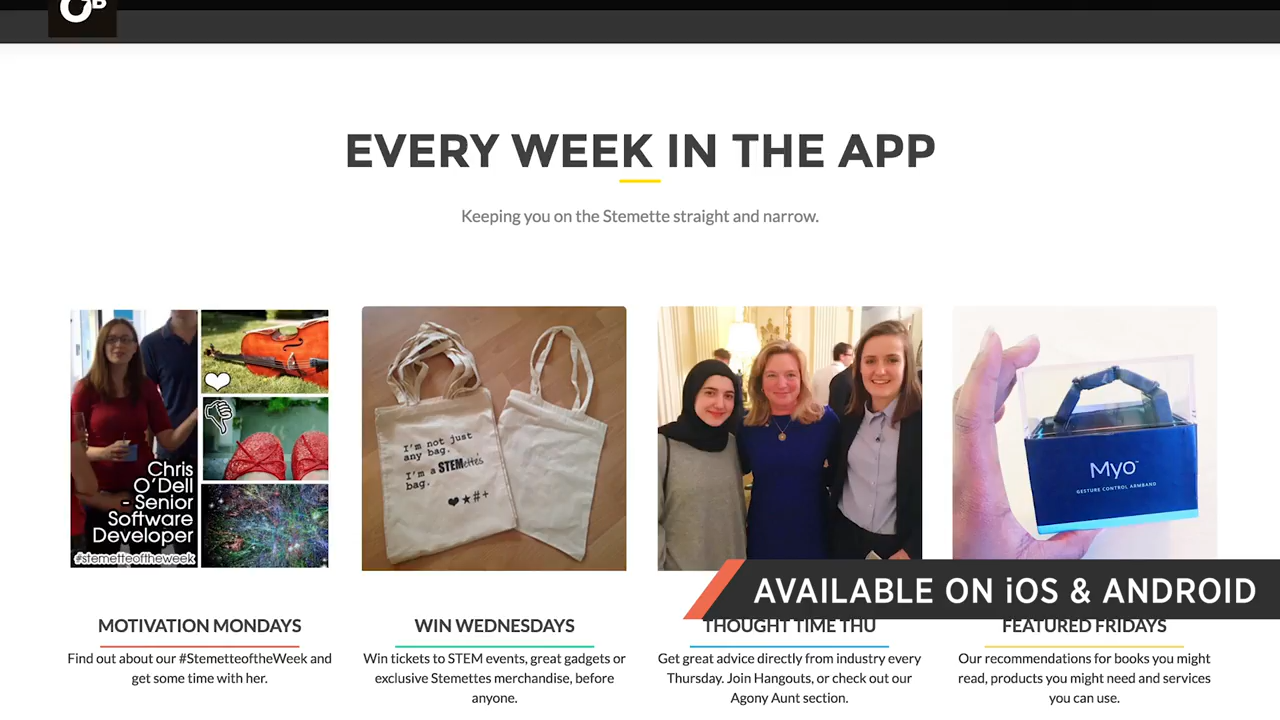 EVERY WEEK IN THE APP
Keeping you on the Stemette straight and narrow.
Chris
O'Dell
- Senior
Software
Developer
#stemetteoftheweek
I'm not just
any bag.
I'm a STEMettes
bag.
❤★#+
Myo™
GESTURE CONTROL ARMBAND
AVAILABLE ON iOS & ANDROID
MOTIVATION MONDAYS
Find out about our #StemetteoftheWeek and
get some time with her.
WIN WEDNESDAYS
Win tickets to STEM events, great gadgets or
exclusive Stemettes merchandise, before
anyone.
THOUGHT TIME THU
Get great advice directly from industry every
Thursday. Join Hangouts, or check out our
Agony Aunt section.
FEATURED FRIDAYS
Our recommendations for books you might
read, products you might need and services
you can use.